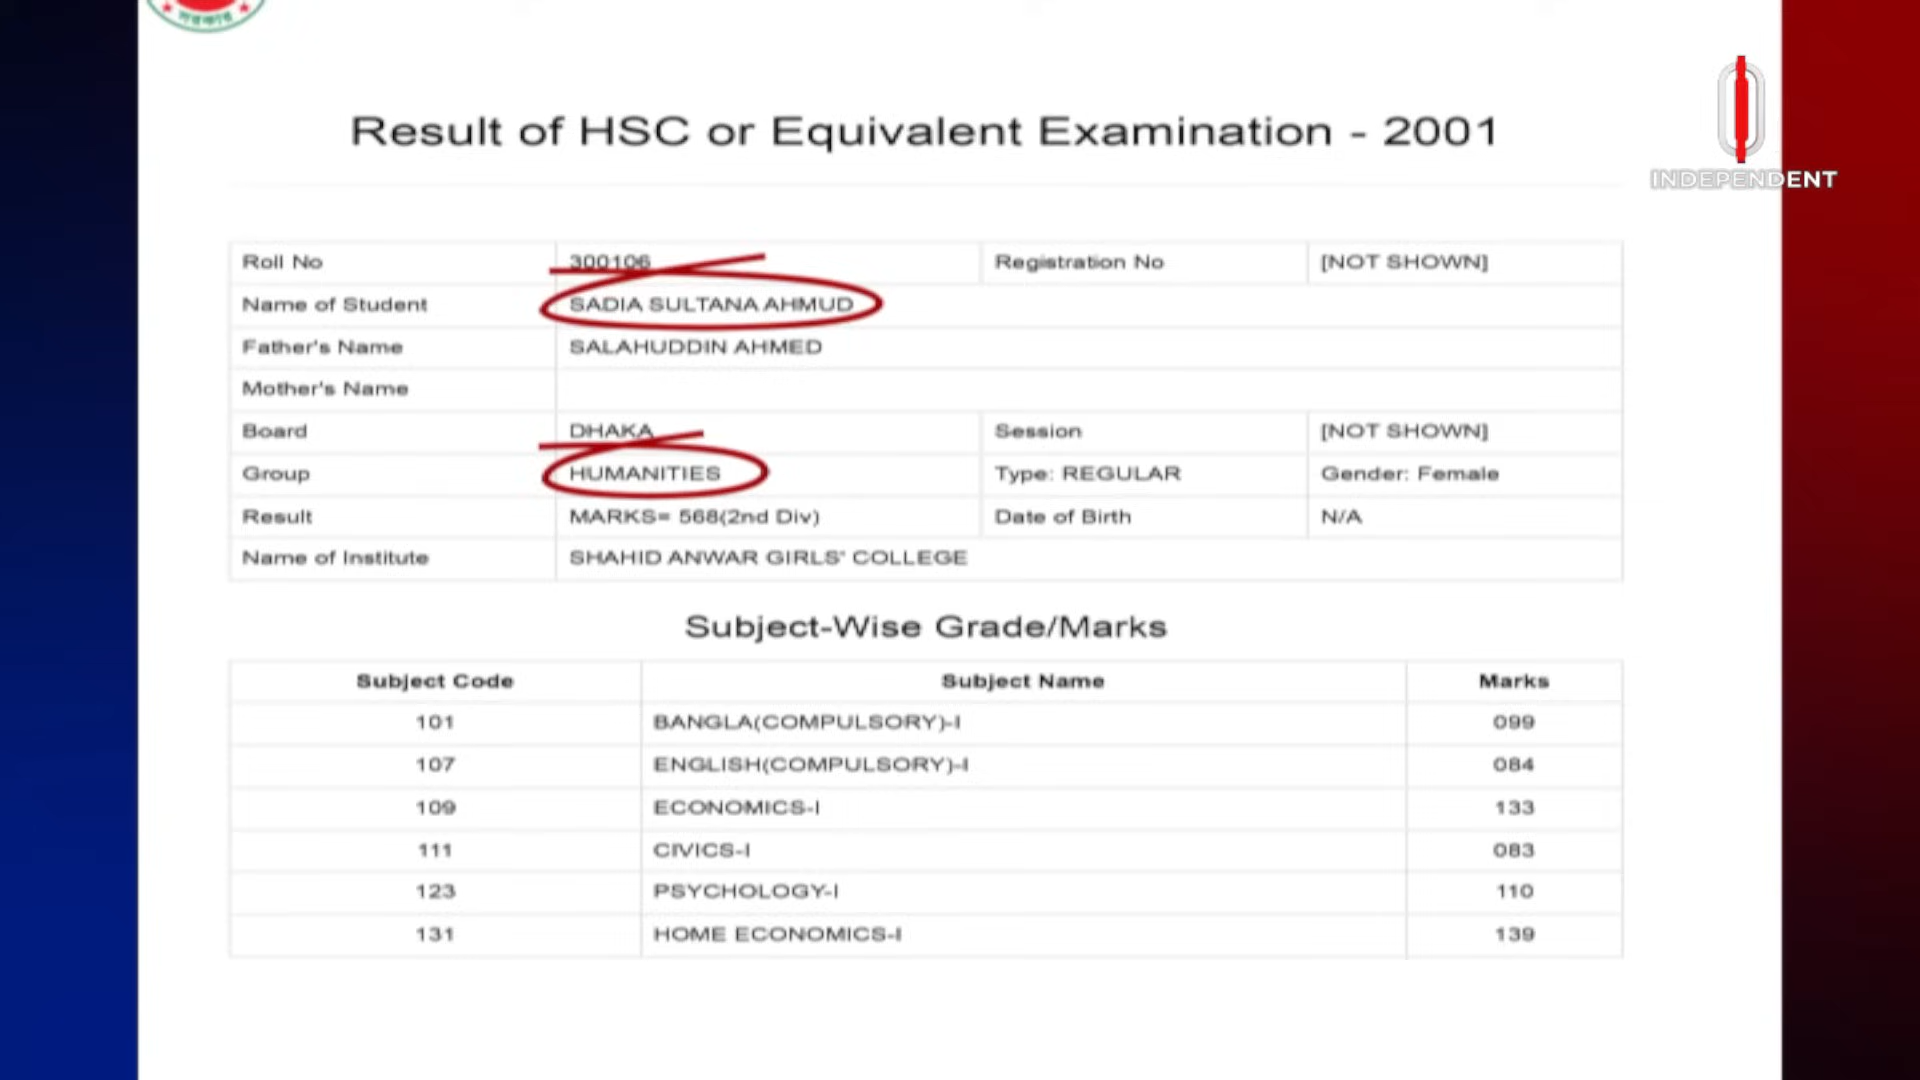 সরকার
INDEPENDENT
Result of HSC or Equivalent Examination - 2001
Roll No 300106 Registration No [NOT SHOWN]
Name of Student SADIA SULTANA AHMUD
Father's Name SALAHUDDIN AHMED
Mother's Name
Board DHAKA Session [NOT SHOWN]
Group HUMANITIES Type: REGULAR Gender: Female
Result MARKS= 568(2nd Div) Date of Birth N/A
Name of Institute SHAHID ANWAR GIRLS' COLLEGE
Subject-Wise Grade/Marks
Subject Code Subject Name Marks
101 BANGLA(COMPULSORY)-I 099
107 ENGLISH(COMPULSORY)-I 084
109 ECONOMICS-I 133
111 CIVICS-I 083
123 PSYCHOLOGY-I 110
131 HOME ECONOMICS-I 139